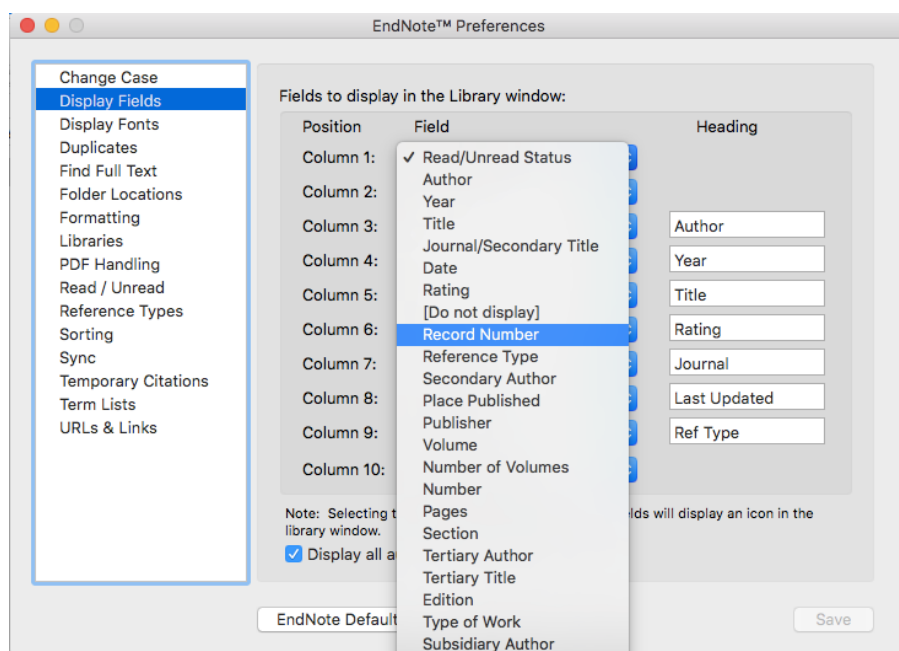 EndNote™ Preferences
Change Case
Display Fields
Display Fonts
Duplicates
Find Full Text
Folder Locations
Formatting
Libraries
PDF Handling
Read / Unread
Reference Types
Sorting
Sync
Temporary Citations
Term Lists
URLs & Links
Fields to display in the Library window:
Position Field Heading
Column 1:
Column 2:
Column 3: Author
Column 4: Year
Column 5: Title
Column 6: Rating
Column 7: Journal
Column 8: Last Updated
Column 9: Ref Type
Column 10:
✓ Read/Unread Status
Author
Year
Title
Journal/Secondary Title
Date
Rating
[Do not display]
Record Number
Reference Type
Secondary Author
Place Published
Publisher
Volume
Number of Volumes
Number
Pages
Section
Tertiary Author
Tertiary Title
Edition
Type of Work
Subsidiary Author
Note: Selecting will display an icon in the
library window.
Display all
EndNote Save